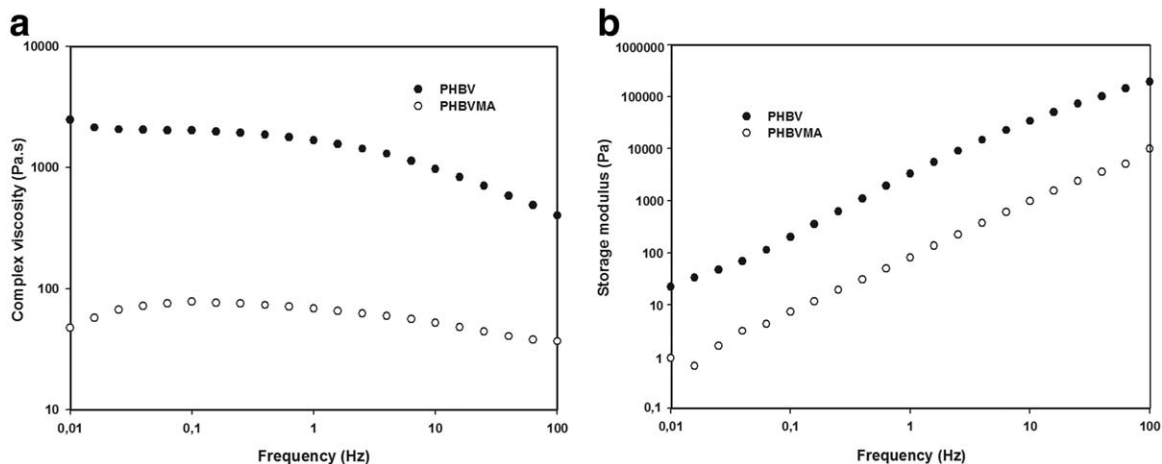 a
10000
1000
100
10
Complex viscosity (Pa.s)
PHBV
PHBVMA
0,01 0,1 1 10 100
Frequency (Hz)
b
1000000
100000
10000
1000
100
10
1
0,1
Storage modulus (Pa)
PHBV
PHBVMA
0,01 0,1 1 10 100
Frequency (Hz)